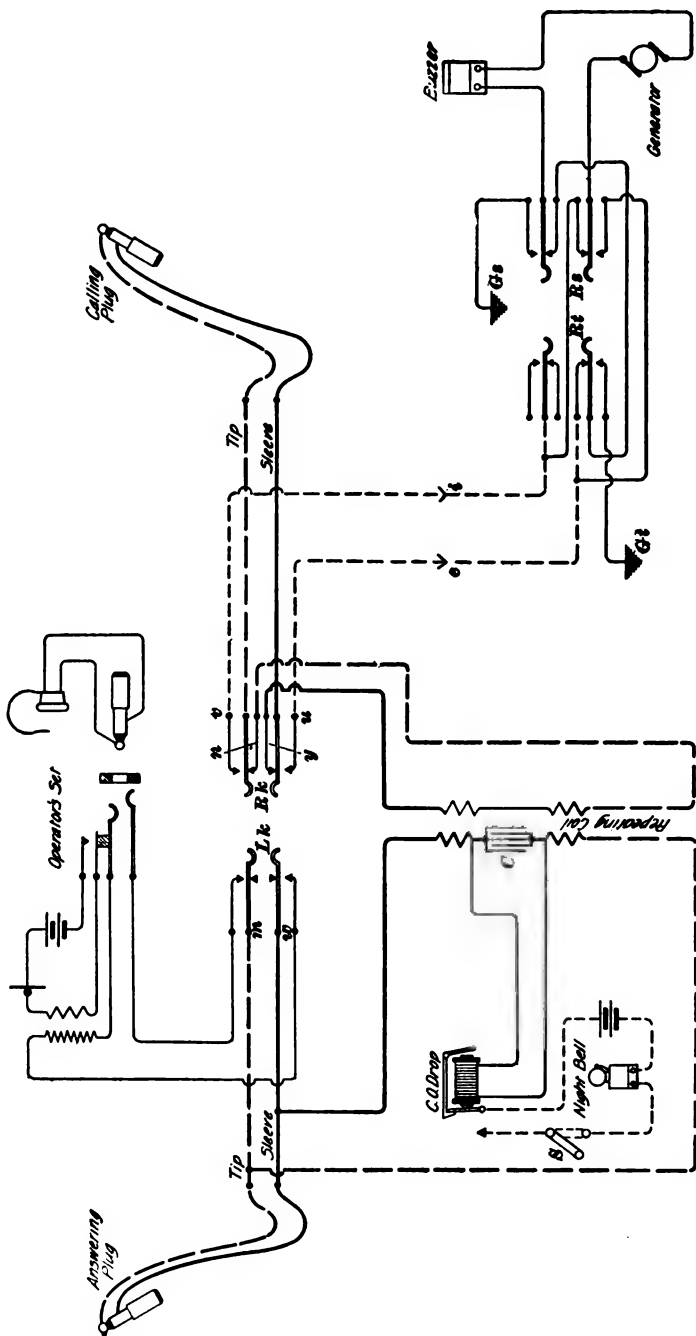 Answering
Plug
Calling
Plug
Operator's Set
Tip
Sleeve
Tip
Sleeve
m
Lk
Rk
n
v
y
u
t
Buzzer
Generator
Gs
Rt
Rs
Gt
Repeating Coil
C
C.O.Drop
Night Bell